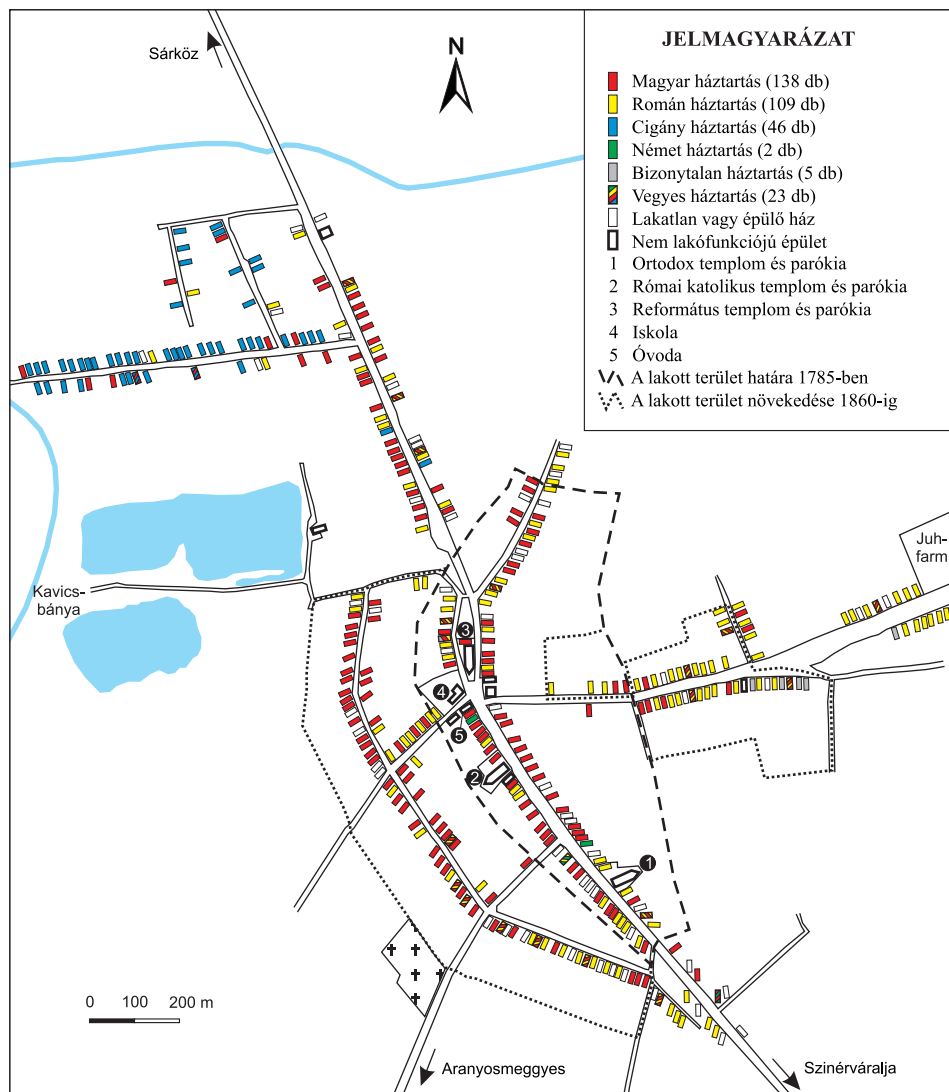 Sárköz
N
JELMAGYARÁZAT
Magyar háztartás (138 db)
Román háztartás (109 db)
Cigány háztartás (46 db)
Német háztartás (2 db)
Bizonytalan háztartás (5 db)
Vegyes háztartás (23 db)
Lakatlan vagy épülő ház
Nem lakófunkciójú épület
1 Ortodox templom és parókia
2 Római katolikus templom és parókia
3 Református templom és parókia
4 Iskola
5 Óvoda
A lakott terület határa 1785-ben
A lakott terület növekedése 1860-ig
Juh-
farm
Kavics-
bánya
3
4
5
2
1
0 100 200 m
Aranyosmeggyes
Szinérváralja